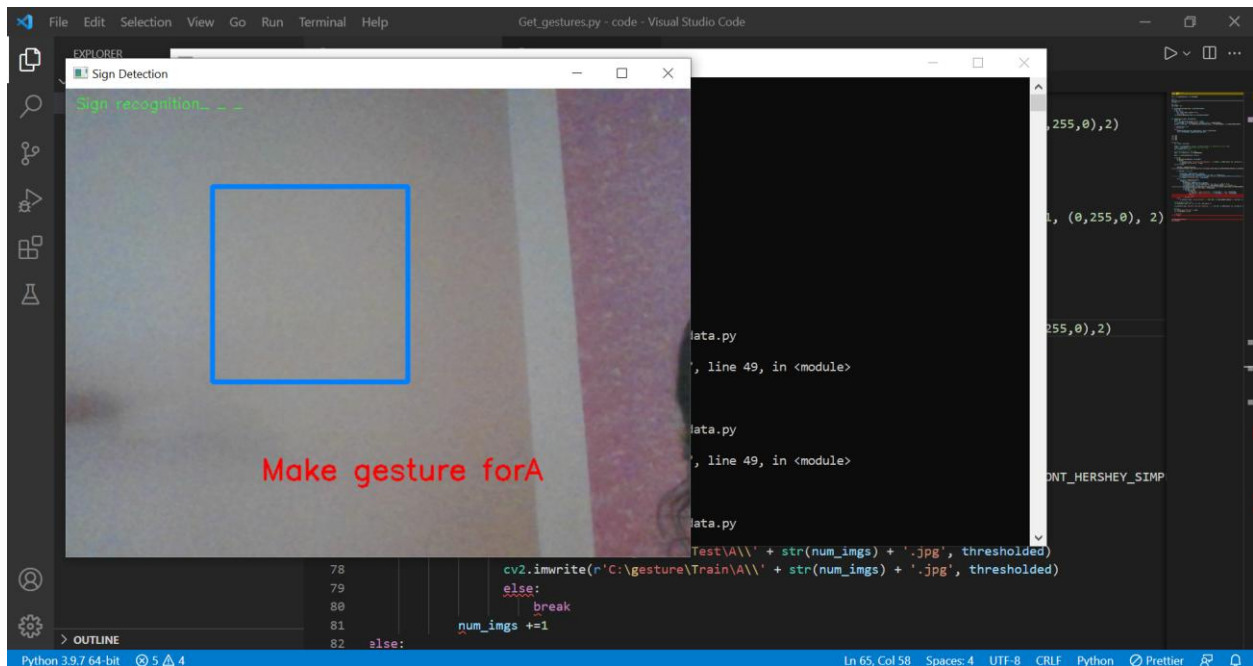 File Edit Selection View Go Run Terminal Help Get_gestures.py - code - Visual Studio Code
EXPLORER
Sign Detection
Sign recognition_ _ _
,255,0),2)
1, (0,255,0), 2)
255,0),2)
data.py
', line 49, in <module>
data.py
', line 49, in <module>
Make gesture forA
ONT_HERSHEY_SIMP
data.py
Test\A\\' + str(num_imgs) + '.jpg', thresholded)
78 cv2.imwrite(r'C:\gesture\Train\A\\' + str(num_imgs) + '.jpg', thresholded)
79 else:
80 break
81 num_imgs +=1
82 else:
OUTLINE
Python 3.9.7 64-bit 5 4 Ln 65, Col 58 Spaces: 4 UTF-8 CRLF Python Prettier